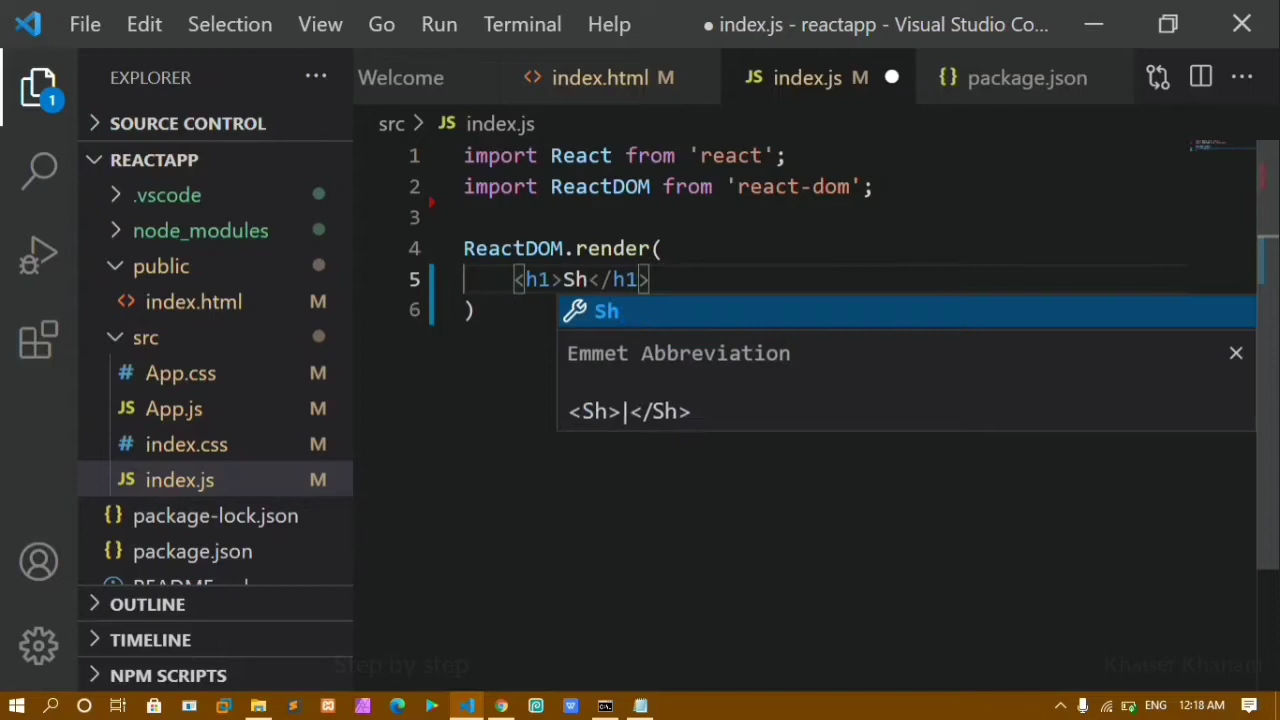 File Edit Selection View Go Run Terminal Help ● index.js - reactapp - Visual Studio Co...
EXPLORER ...
Welcome <> index.html M JS index.js M ● {} package.json ...
1
SOURCE CONTROL
REACTAPP
.vscode
node_modules
public
<> index.html M
src
# App.css M
JS App.js M
# index.css M
JS index.js M
{} package-lock.json
{} package.json
OUTLINE
TIMELINE
NPM SCRIPTS
src > JS index.js
1 import React from 'react';
2 import ReactDOM from 'react-dom';
3
4 ReactDOM.render(
5 <h1>Sh</h1>
6 )
Sh
Emmet Abbreviation
<Sh>|</Sh>
Step by step
ENG 12:18 AM